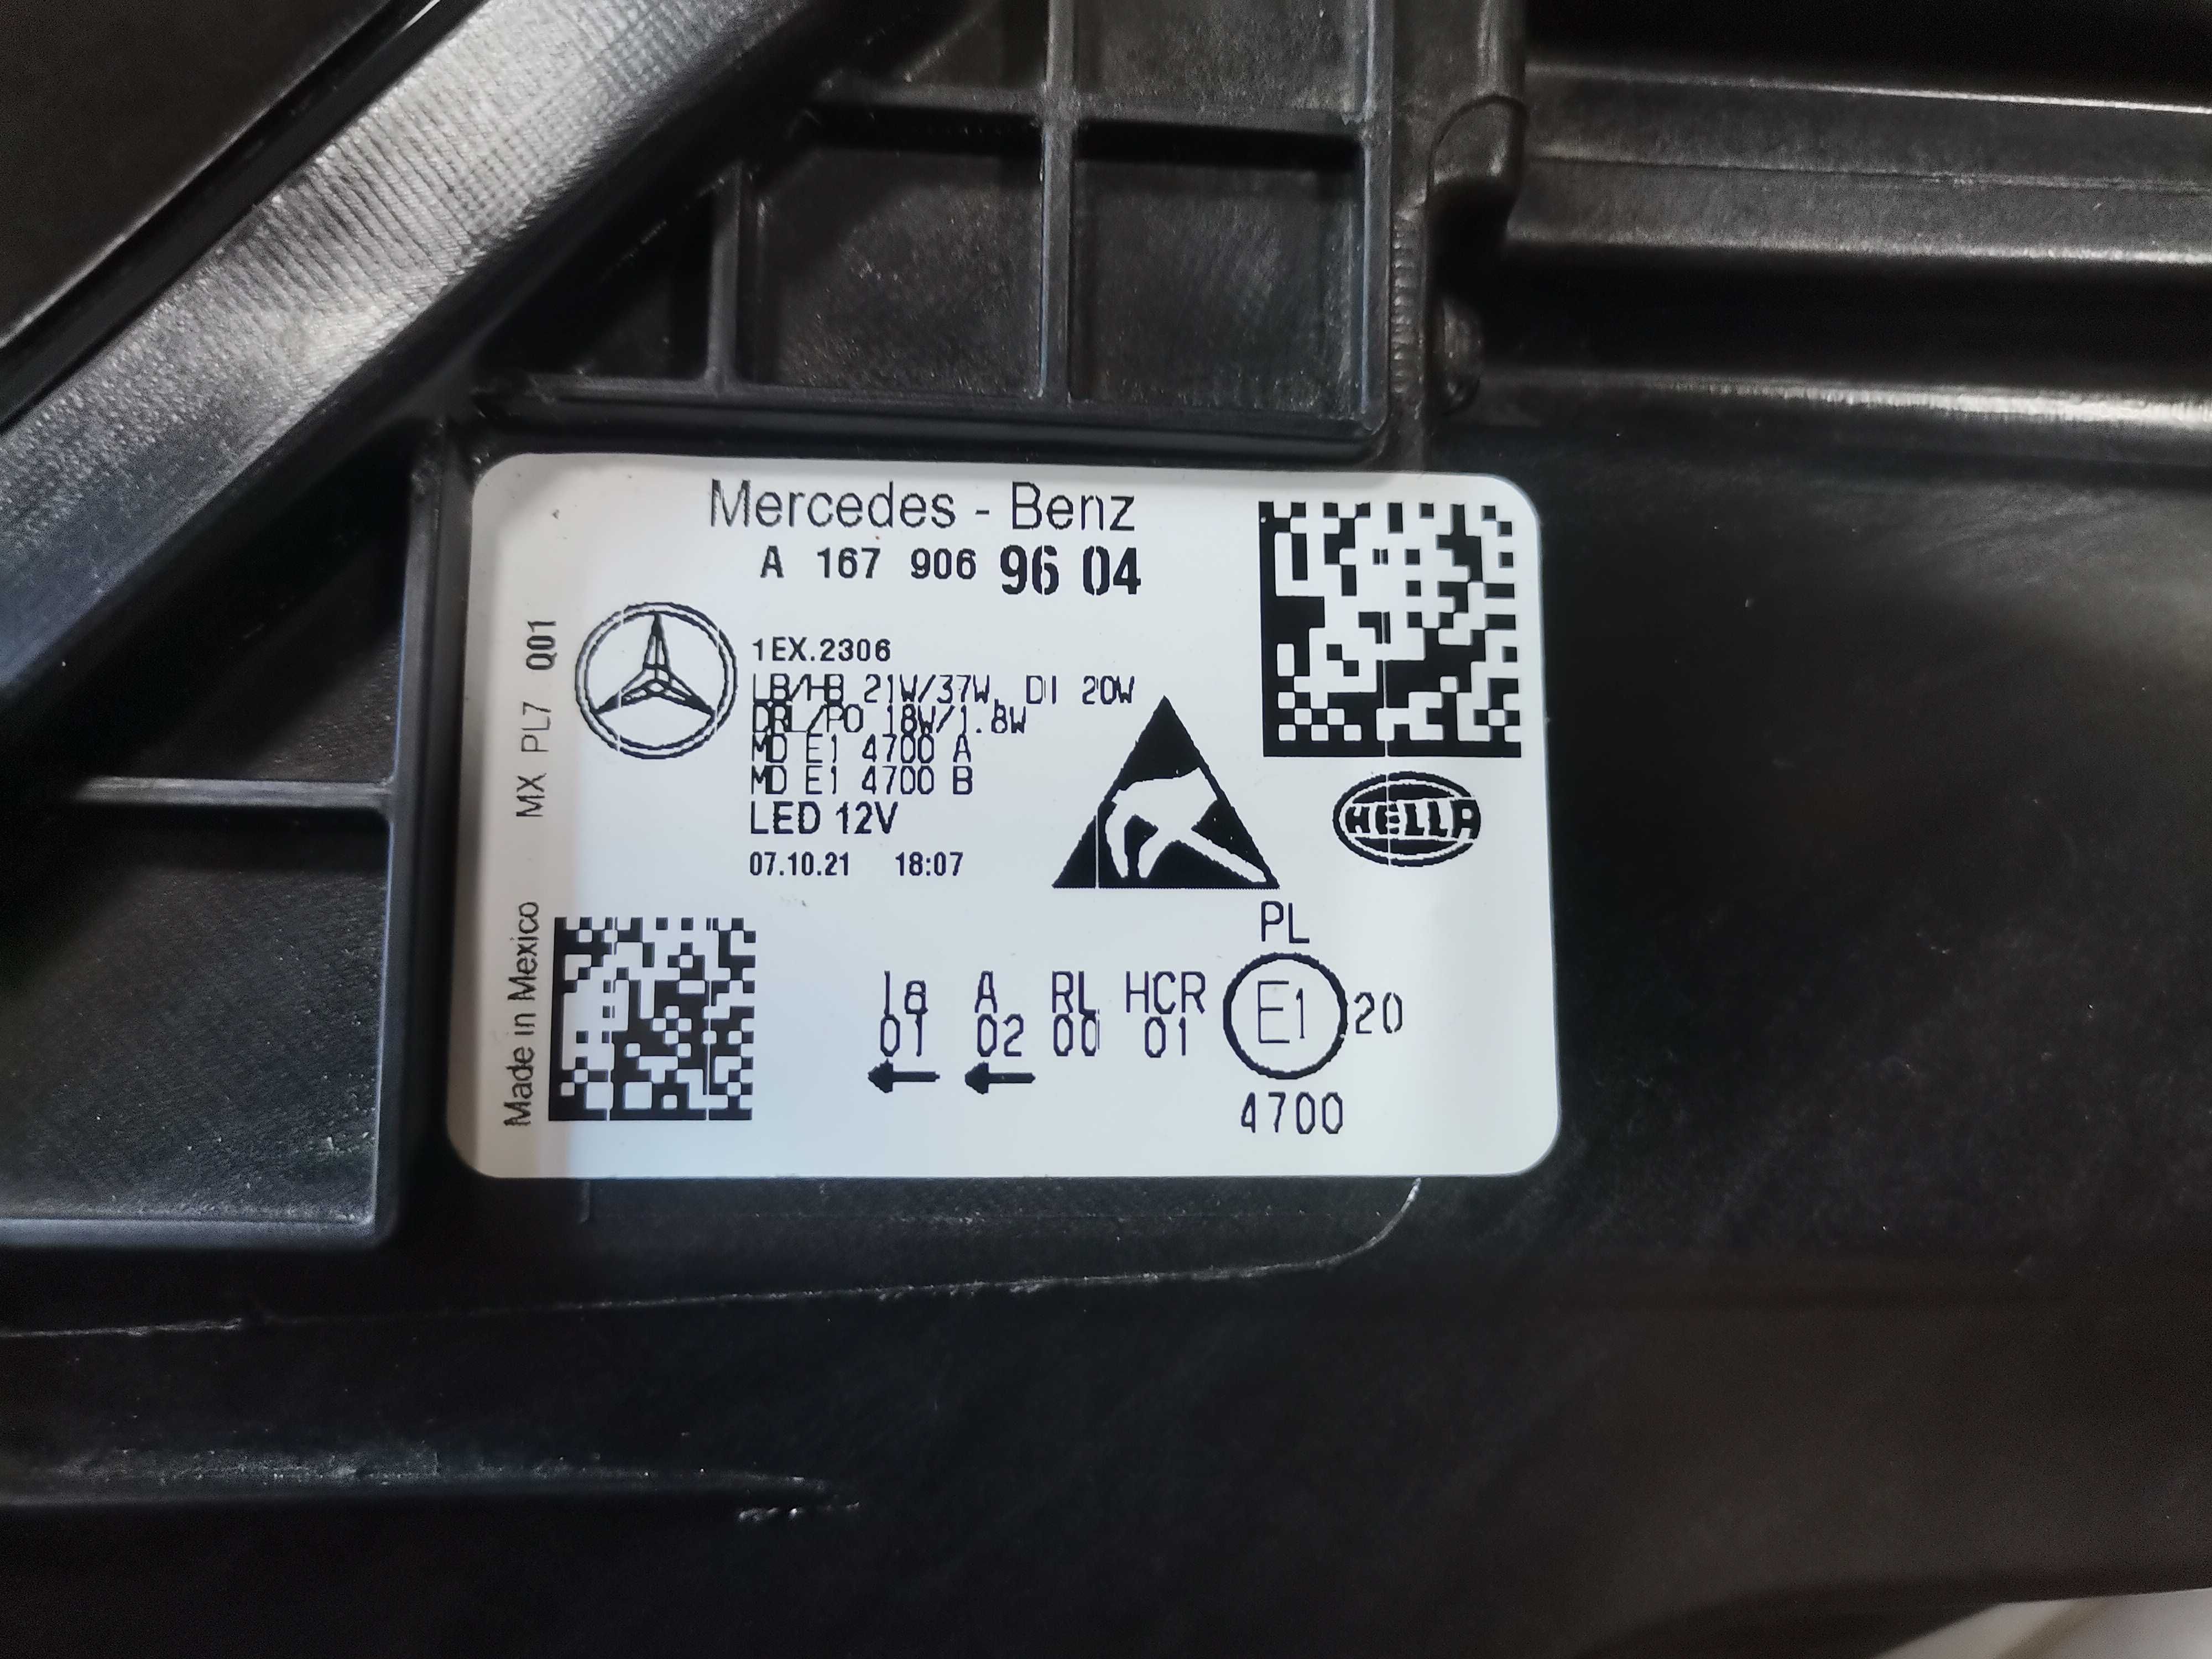 Mercedes - Benz
A 167 906 96 04
MX PL7 Q01
1EX.2306
LB/HB 21W/37W, DI 20W
DRL/PO 18W/1.8W
MD E1 4700 A
MD E1 4700 B
LED 12V
07.10.21 18:07
HELLA
Made in Mexico
PL
1a A RL HCR E1 20
01 02 00 01
4700